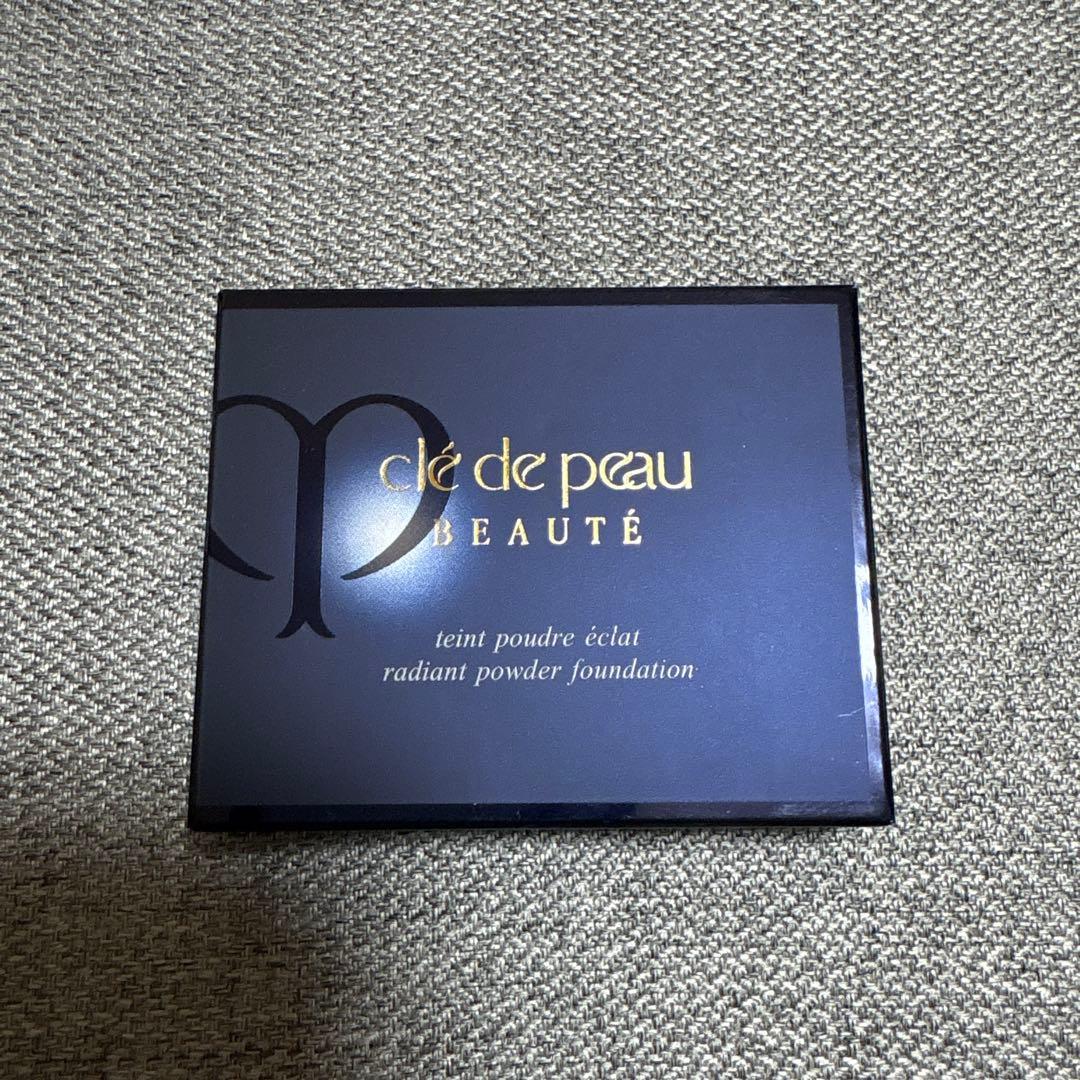 clé de peau
BEAUTÉ
teint poudre éclat
radiant powder foundation